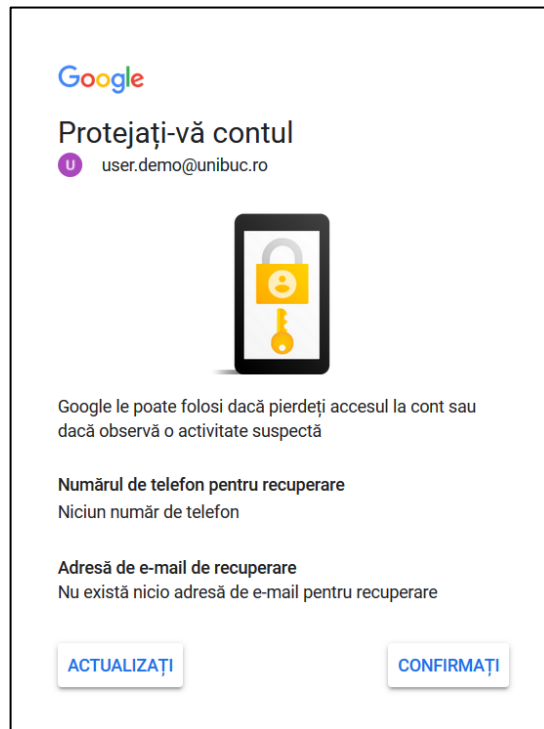 Google
Protejați-vă contul
U user.demo@unibuc.ro
Google le poate folosi dacă pierdeți accesul la cont sau
dacă observă o activitate suspectă
Numărul de telefon pentru recuperare
Niciun număr de telefon
Adresă de e-mail de recuperare
Nu există nicio adresă de e-mail pentru recuperare
ACTUALIZAȚI CONFIRMAȚI